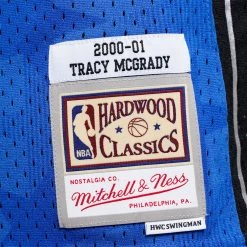 2000-01
TRACY MCGRADY
NBA
HARDWOOD
CLASSICS
NOSTALGIA CO.
Mitchell & Ness
PHILADELPHIA, PA.
HWC SWINGMAN